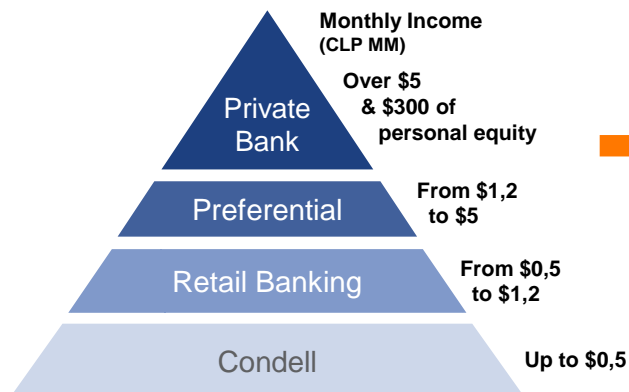 Monthly Income
(CLP MM)
Over $5
& $300 of
personal equity
Private
Bank
From $1,2
to $5
Preferential
From $0,5
to $1,2
Retail Banking
Condell
Up to $0,5